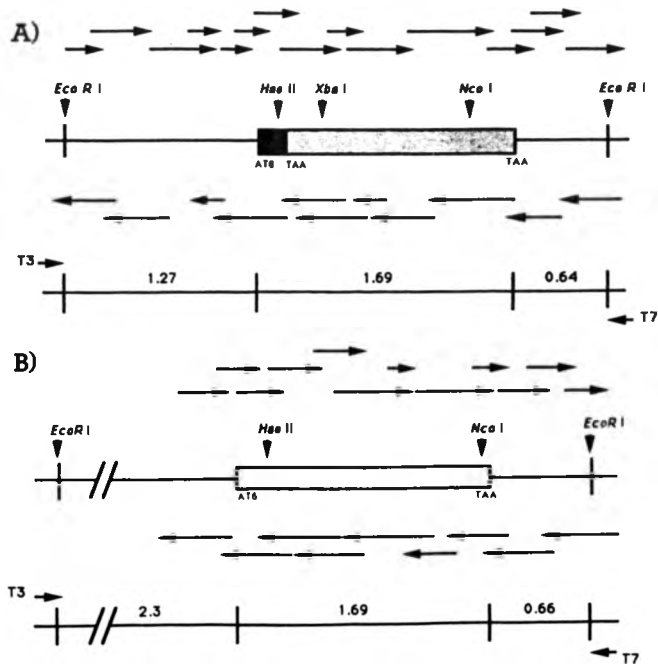 A)
Eco R I Hae II Xba I Nco I Eco R I
ATG TAA TAA
T3
1.27 1.69 0.64
T7
B)
EcoR I Hae II Nco I EcoR I
ATG TAA
T3
2.3 1.69 0.66
T7